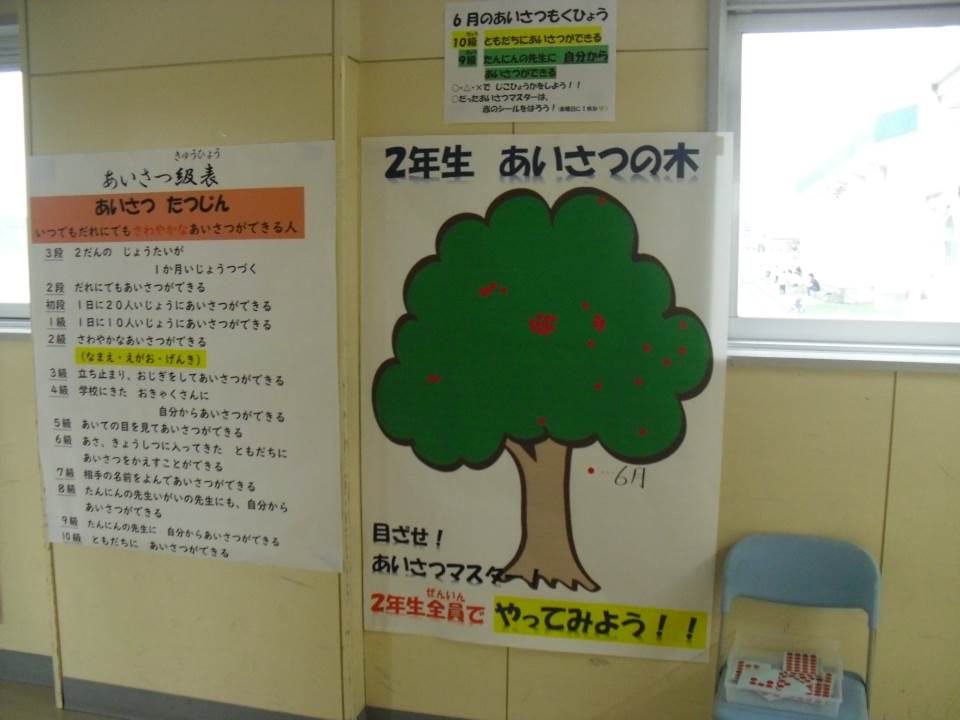 きゅうひょう
あいさつ級表
あいさつ たつじん
いつでもだれにでもさわやかなあいさつができる人
3段 2だんの じょうたいが
1か月いじょうつづく
2段 だれにでもあいさつができる
初段 1日に20人いじょうにあいさつができる
1級 1日に10人いじょうにあいさつができる
2級 さわやかなあいさつができる
(なまえ・えがお・げんき)
3級 立ち止まり、おじぎをしてあいさつができる
4級 学校にきた おきゃくさんに
自分からあいさつができる
5級 あいての目を見てあいさつができる
6級 あさ、きょうしつに入ってきた ともだちに
あいさつをかえすことができる
7級 相手の名前をよんであいさつができる
8級 たんにんの先生いがいの先生にも、自分から
あいさつができる
9級 たんにんの先生に 自分からあいさつができる
10級 ともだちに あいさつができる
6月のあいさつもくひょう
10級 ともだちにあいさつができる
9級 たんにんの先生に 自分から
あいさつができる
○・△・×で じこひょうかをしよう!!
○だったあいさつマスターは、
赤のシールをはろう!
2年生 あいさつの木
…6月
目ざせ!
あいさつマスター!
ぜんいん
2年生全員で やってみよう!!